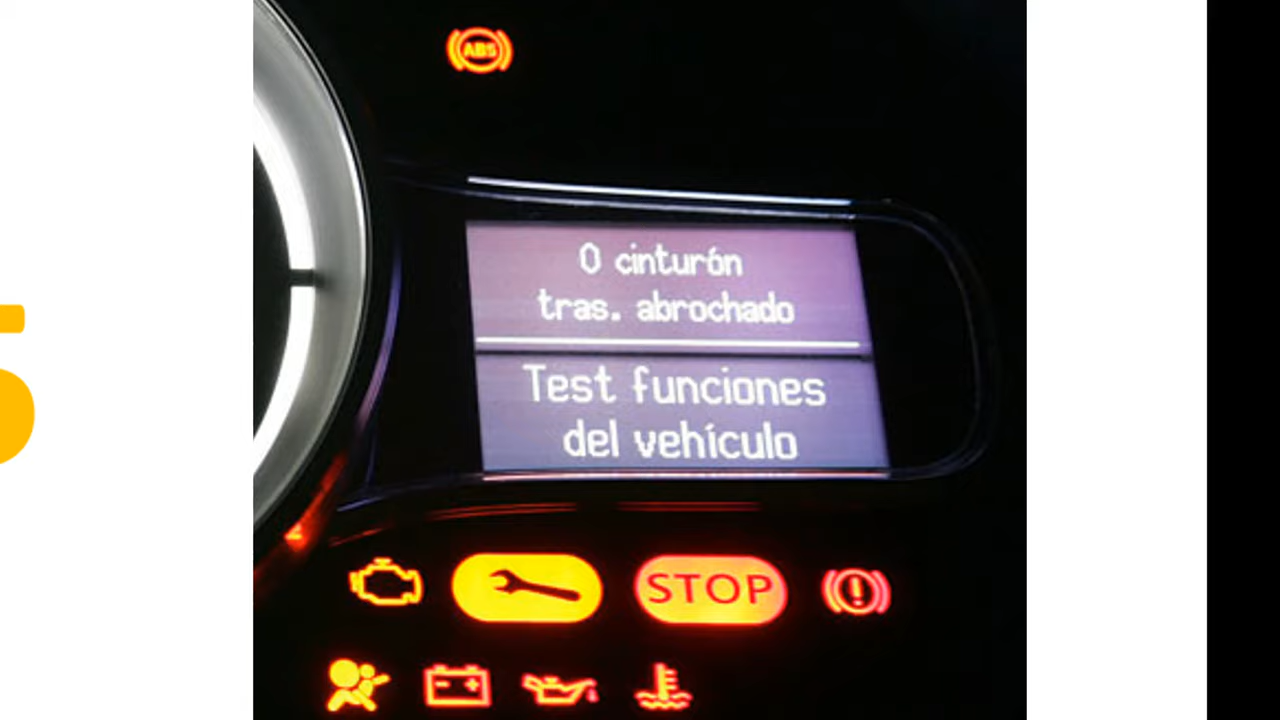 ABS
0 cinturón
tras. abrochado
Test funciones
del vehículo
STOP